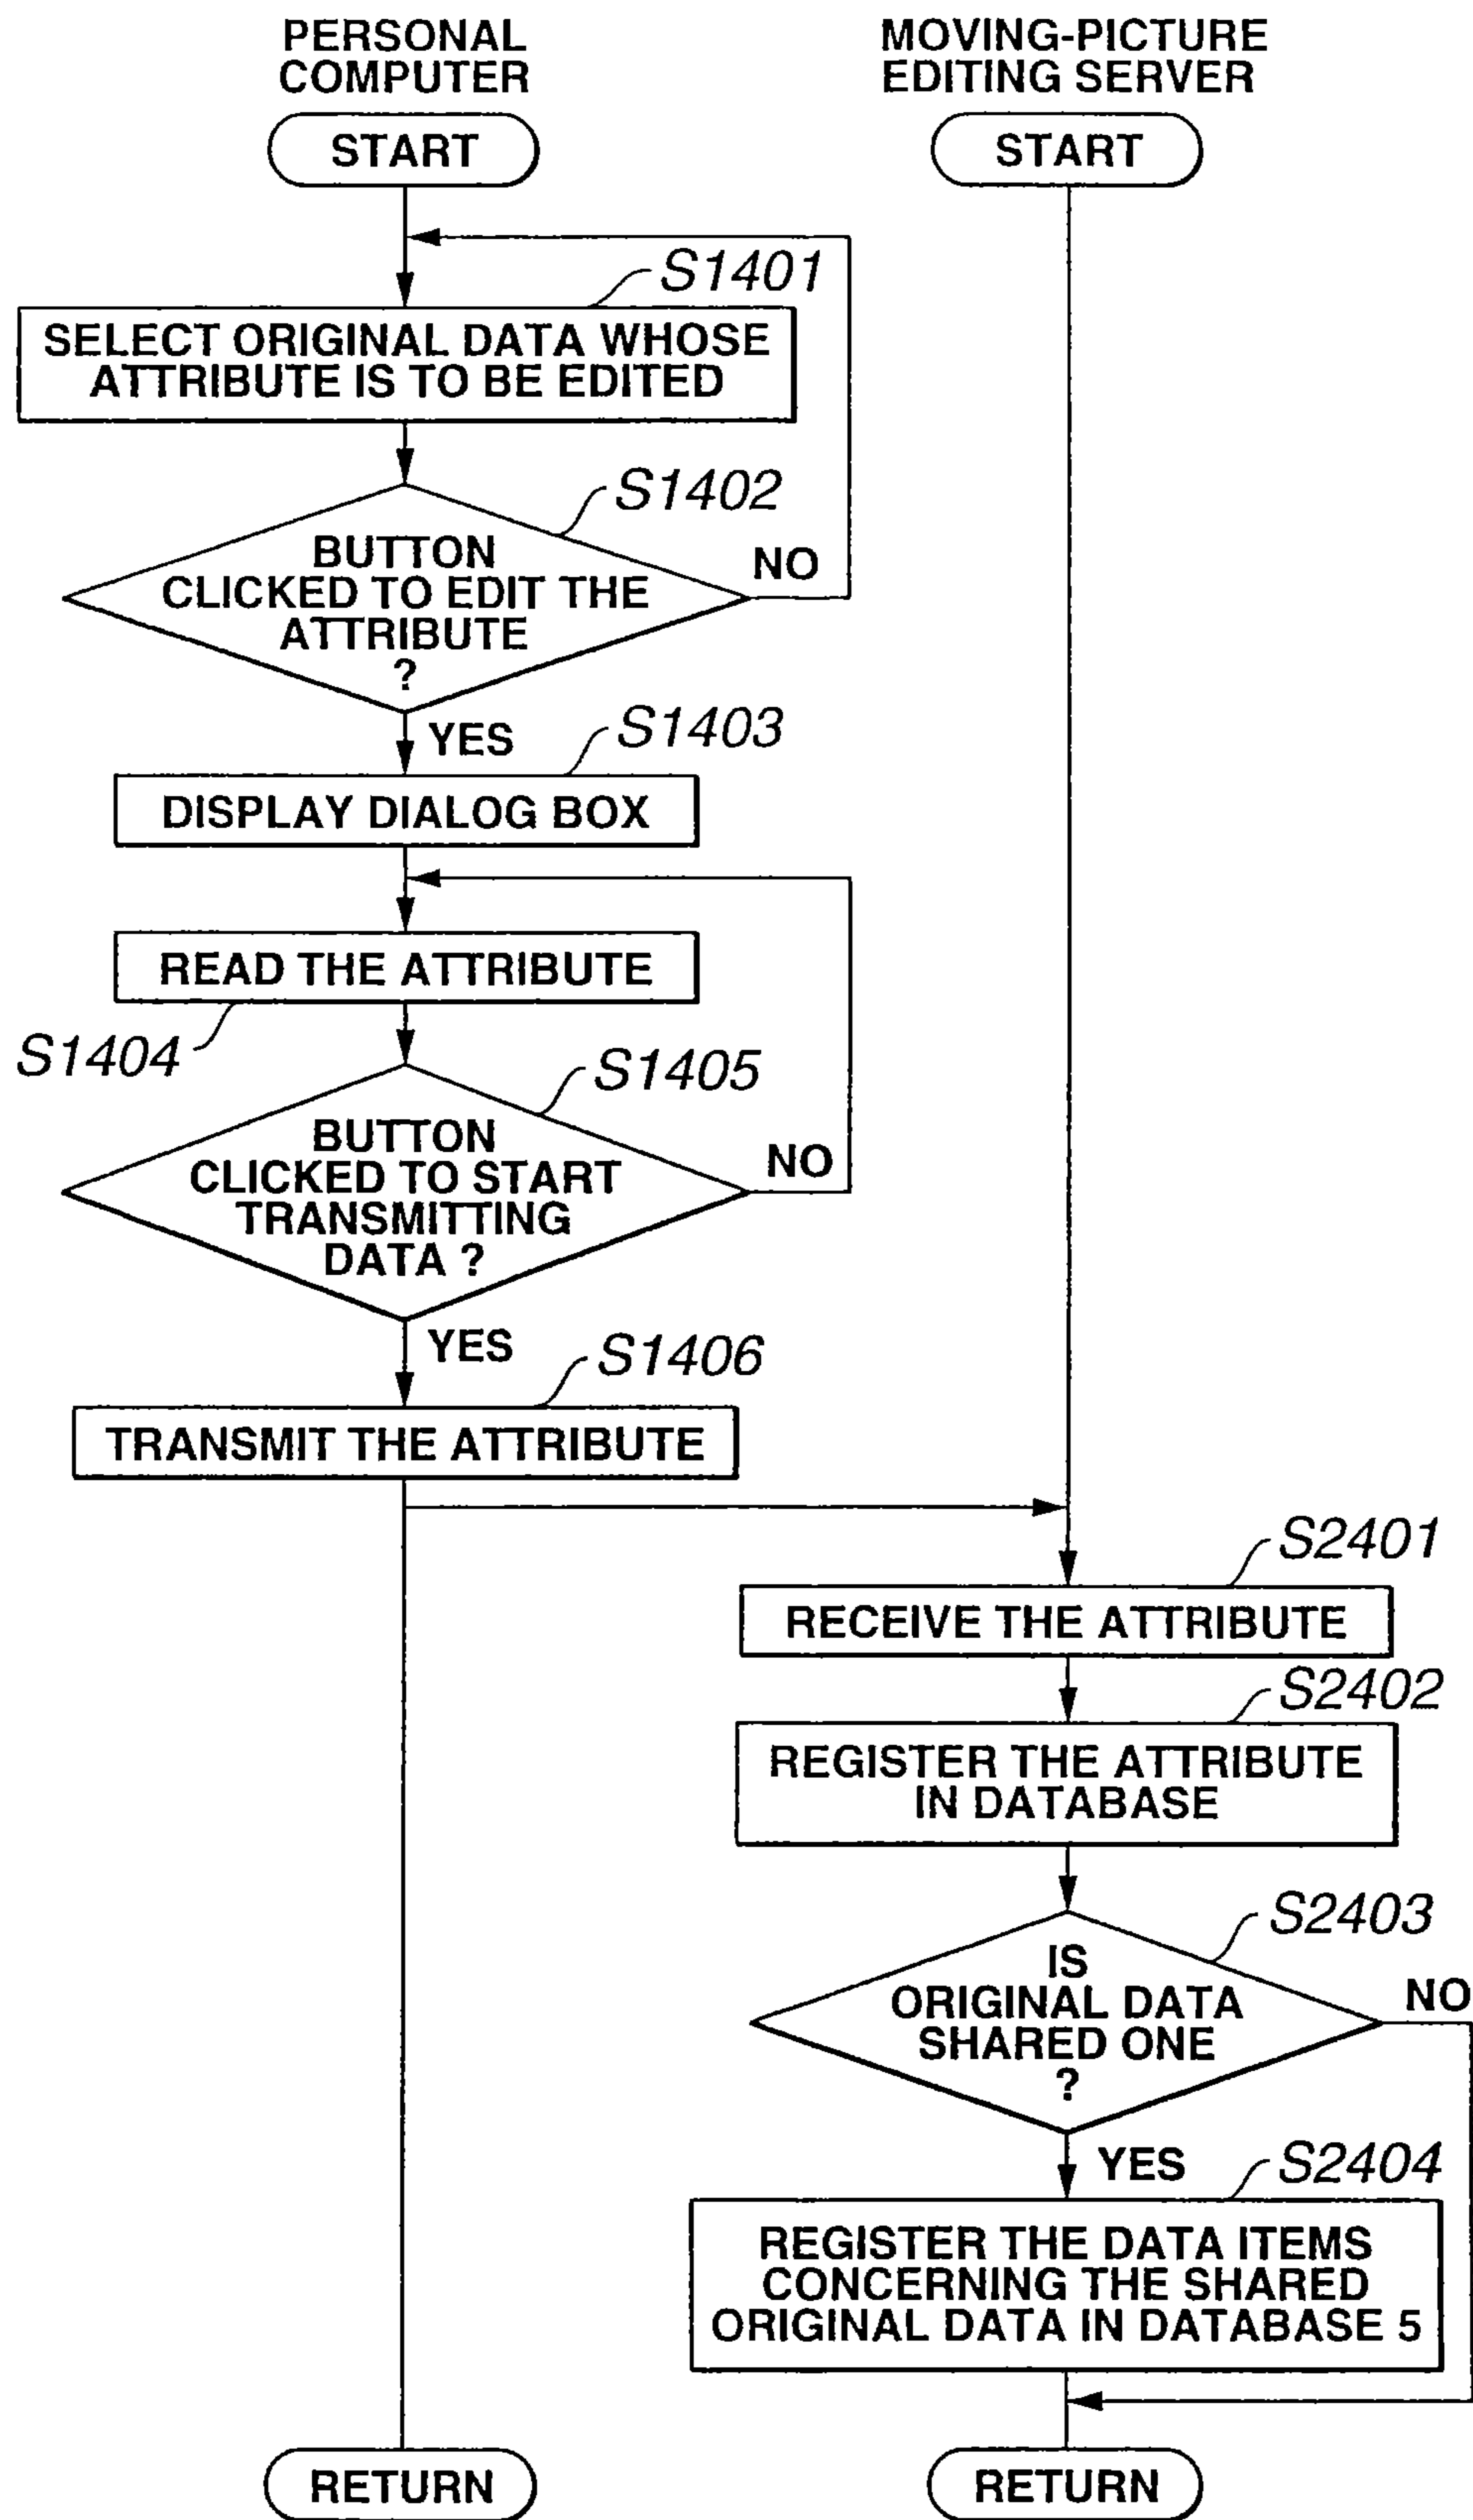 PERSONAL
COMPUTER
MOVING-PICTURE
EDITING SERVER
START
START
S1401
SELECT ORIGINAL DATA WHOSE
ATTRIBUTE IS TO BE EDITED
S1402
BUTTON
CLICKED TO EDIT THE
ATTRIBUTE
?
NO
YES
S1403
DISPLAY DIALOG BOX
READ THE ATTRIBUTE
S1404
S1405
BUTTON
CLICKED TO START
TRANSMITTING
DATA ?
NO
YES
S1406
TRANSMIT THE ATTRIBUTE
S2401
RECEIVE THE ATTRIBUTE
S2402
REGISTER THE ATTRIBUTE
IN DATABASE
S2403
IS
ORIGINAL DATA
SHARED ONE
?
NO
YES
S2404
REGISTER THE DATA ITEMS
CONCERNING THE SHARED
ORIGINAL DATA IN DATABASE 5
RETURN
RETURN